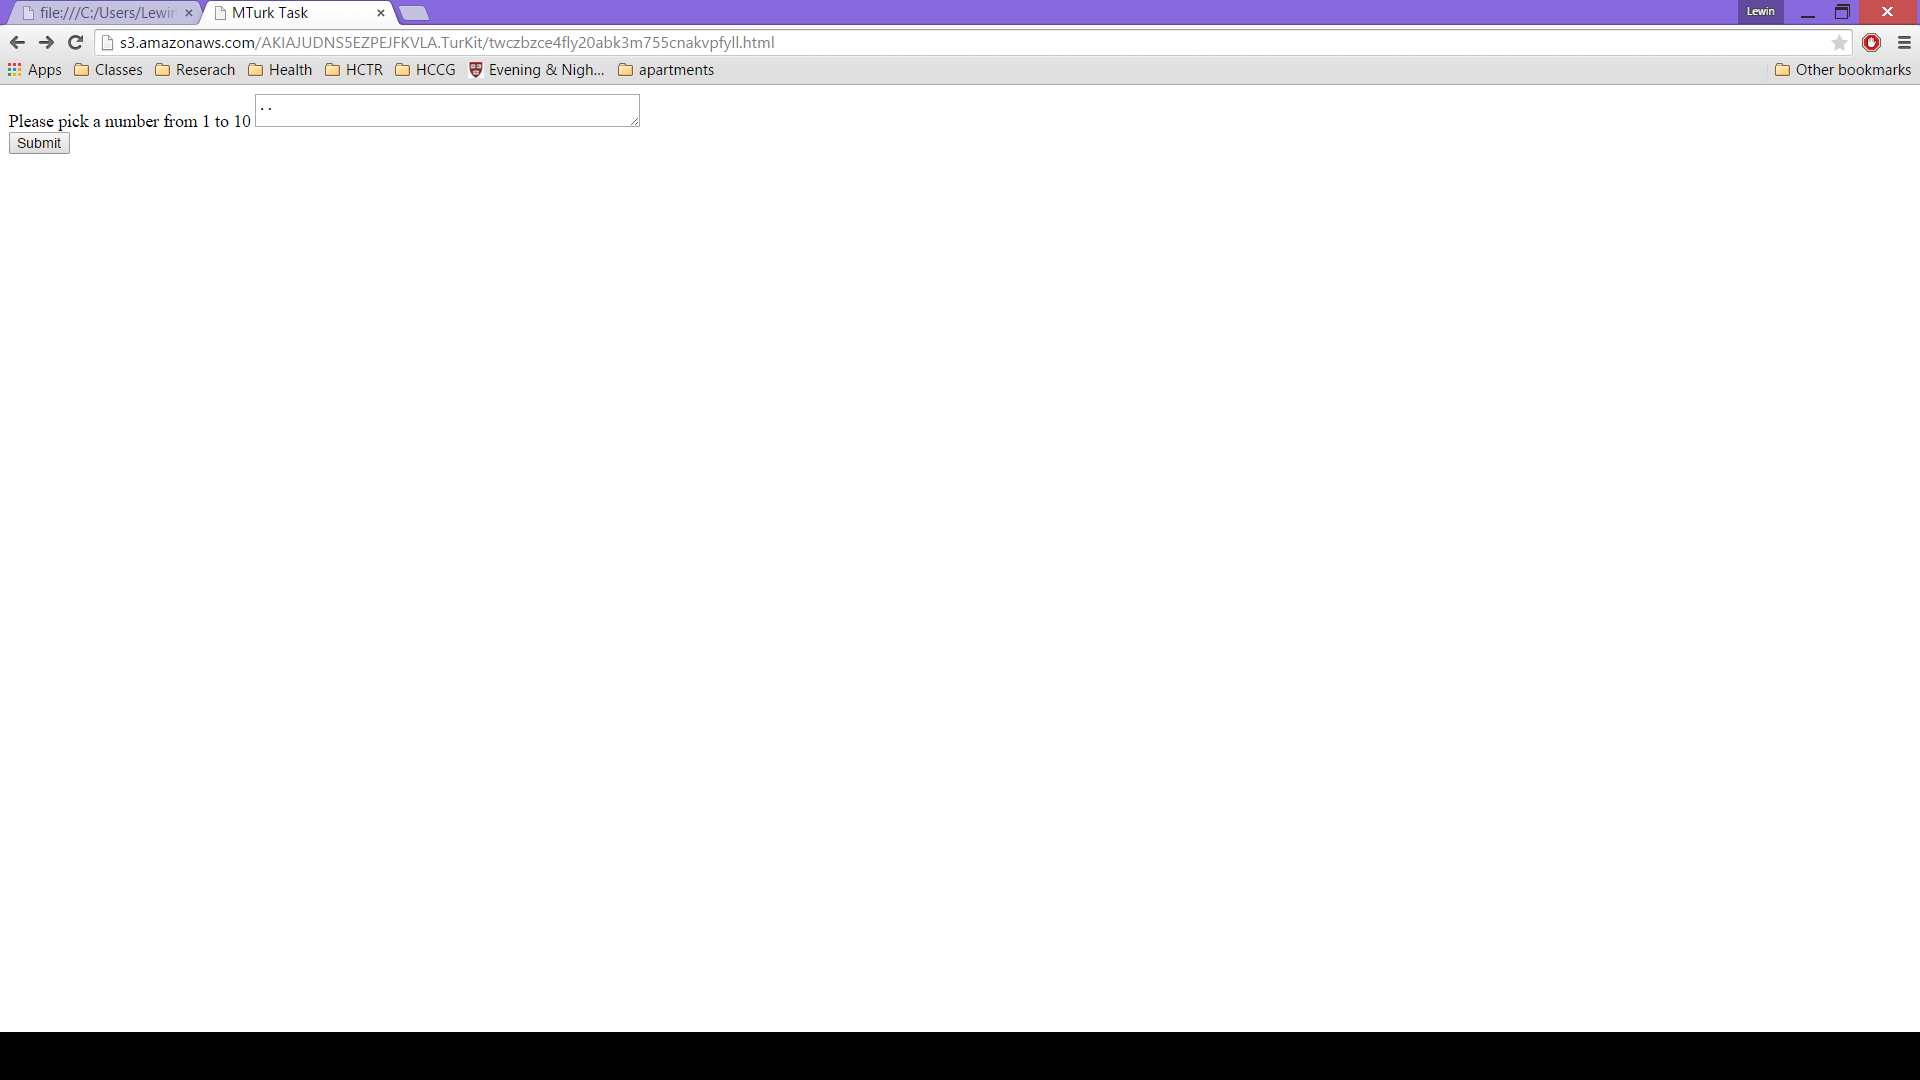 file:///C:/Users/Lewin
MTurk Task
Lewin
s3.amazonaws.com/AKIAJUDNS5EZPEJFKVLA.TurKit/twczbzce4fly20abk3m755cnakvpfyll.html
Apps Classes Reserach Health HCTR HCCG Evening & Nigh... apartments Other bookmarks
Please pick a number from 1 to 10 ..
Submit